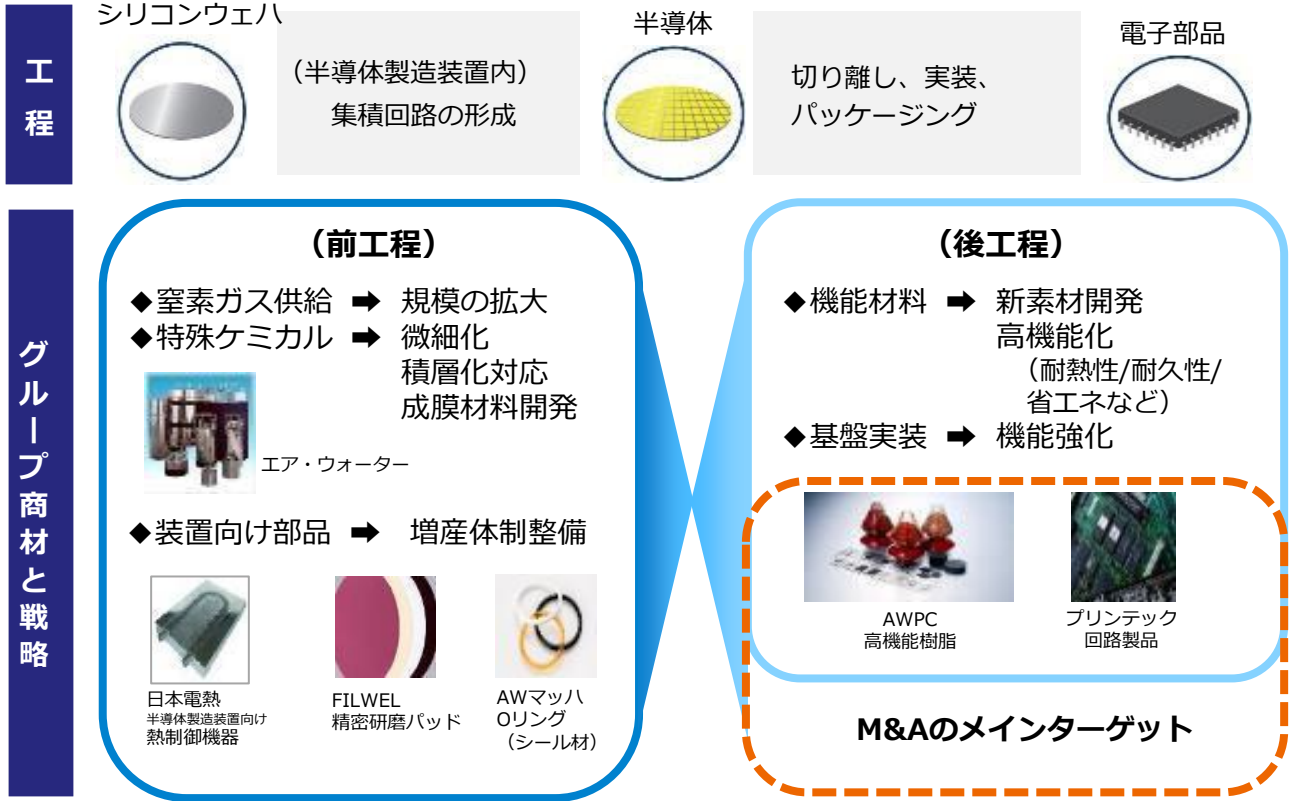 工程
シリコンウェハ
（半導体製造装置内）
集積回路の形成
半導体
切り離し、実装、
パッケージング
電子部品
グループ商材と戦略
（前工程）
◆窒素ガス供給 ➡ 規模の拡大
◆特殊ケミカル ➡ 微細化
積層化対応
成膜材料開発
エア・ウォーター
◆装置向け部品 ➡ 増産体制整備
日本電熱
半導体製造装置向け
熱制御機器
FILWEL
精密研磨パッド
AWマッハ
Oリング
（シール材）
（後工程）
◆機能材料 ➡ 新素材開発
高機能化
（耐熱性/耐久性/
省エネなど）
◆基盤実装 ➡ 機能強化
AWPC
高機能樹脂
プリンテック
回路製品
M&Aのメインターゲット